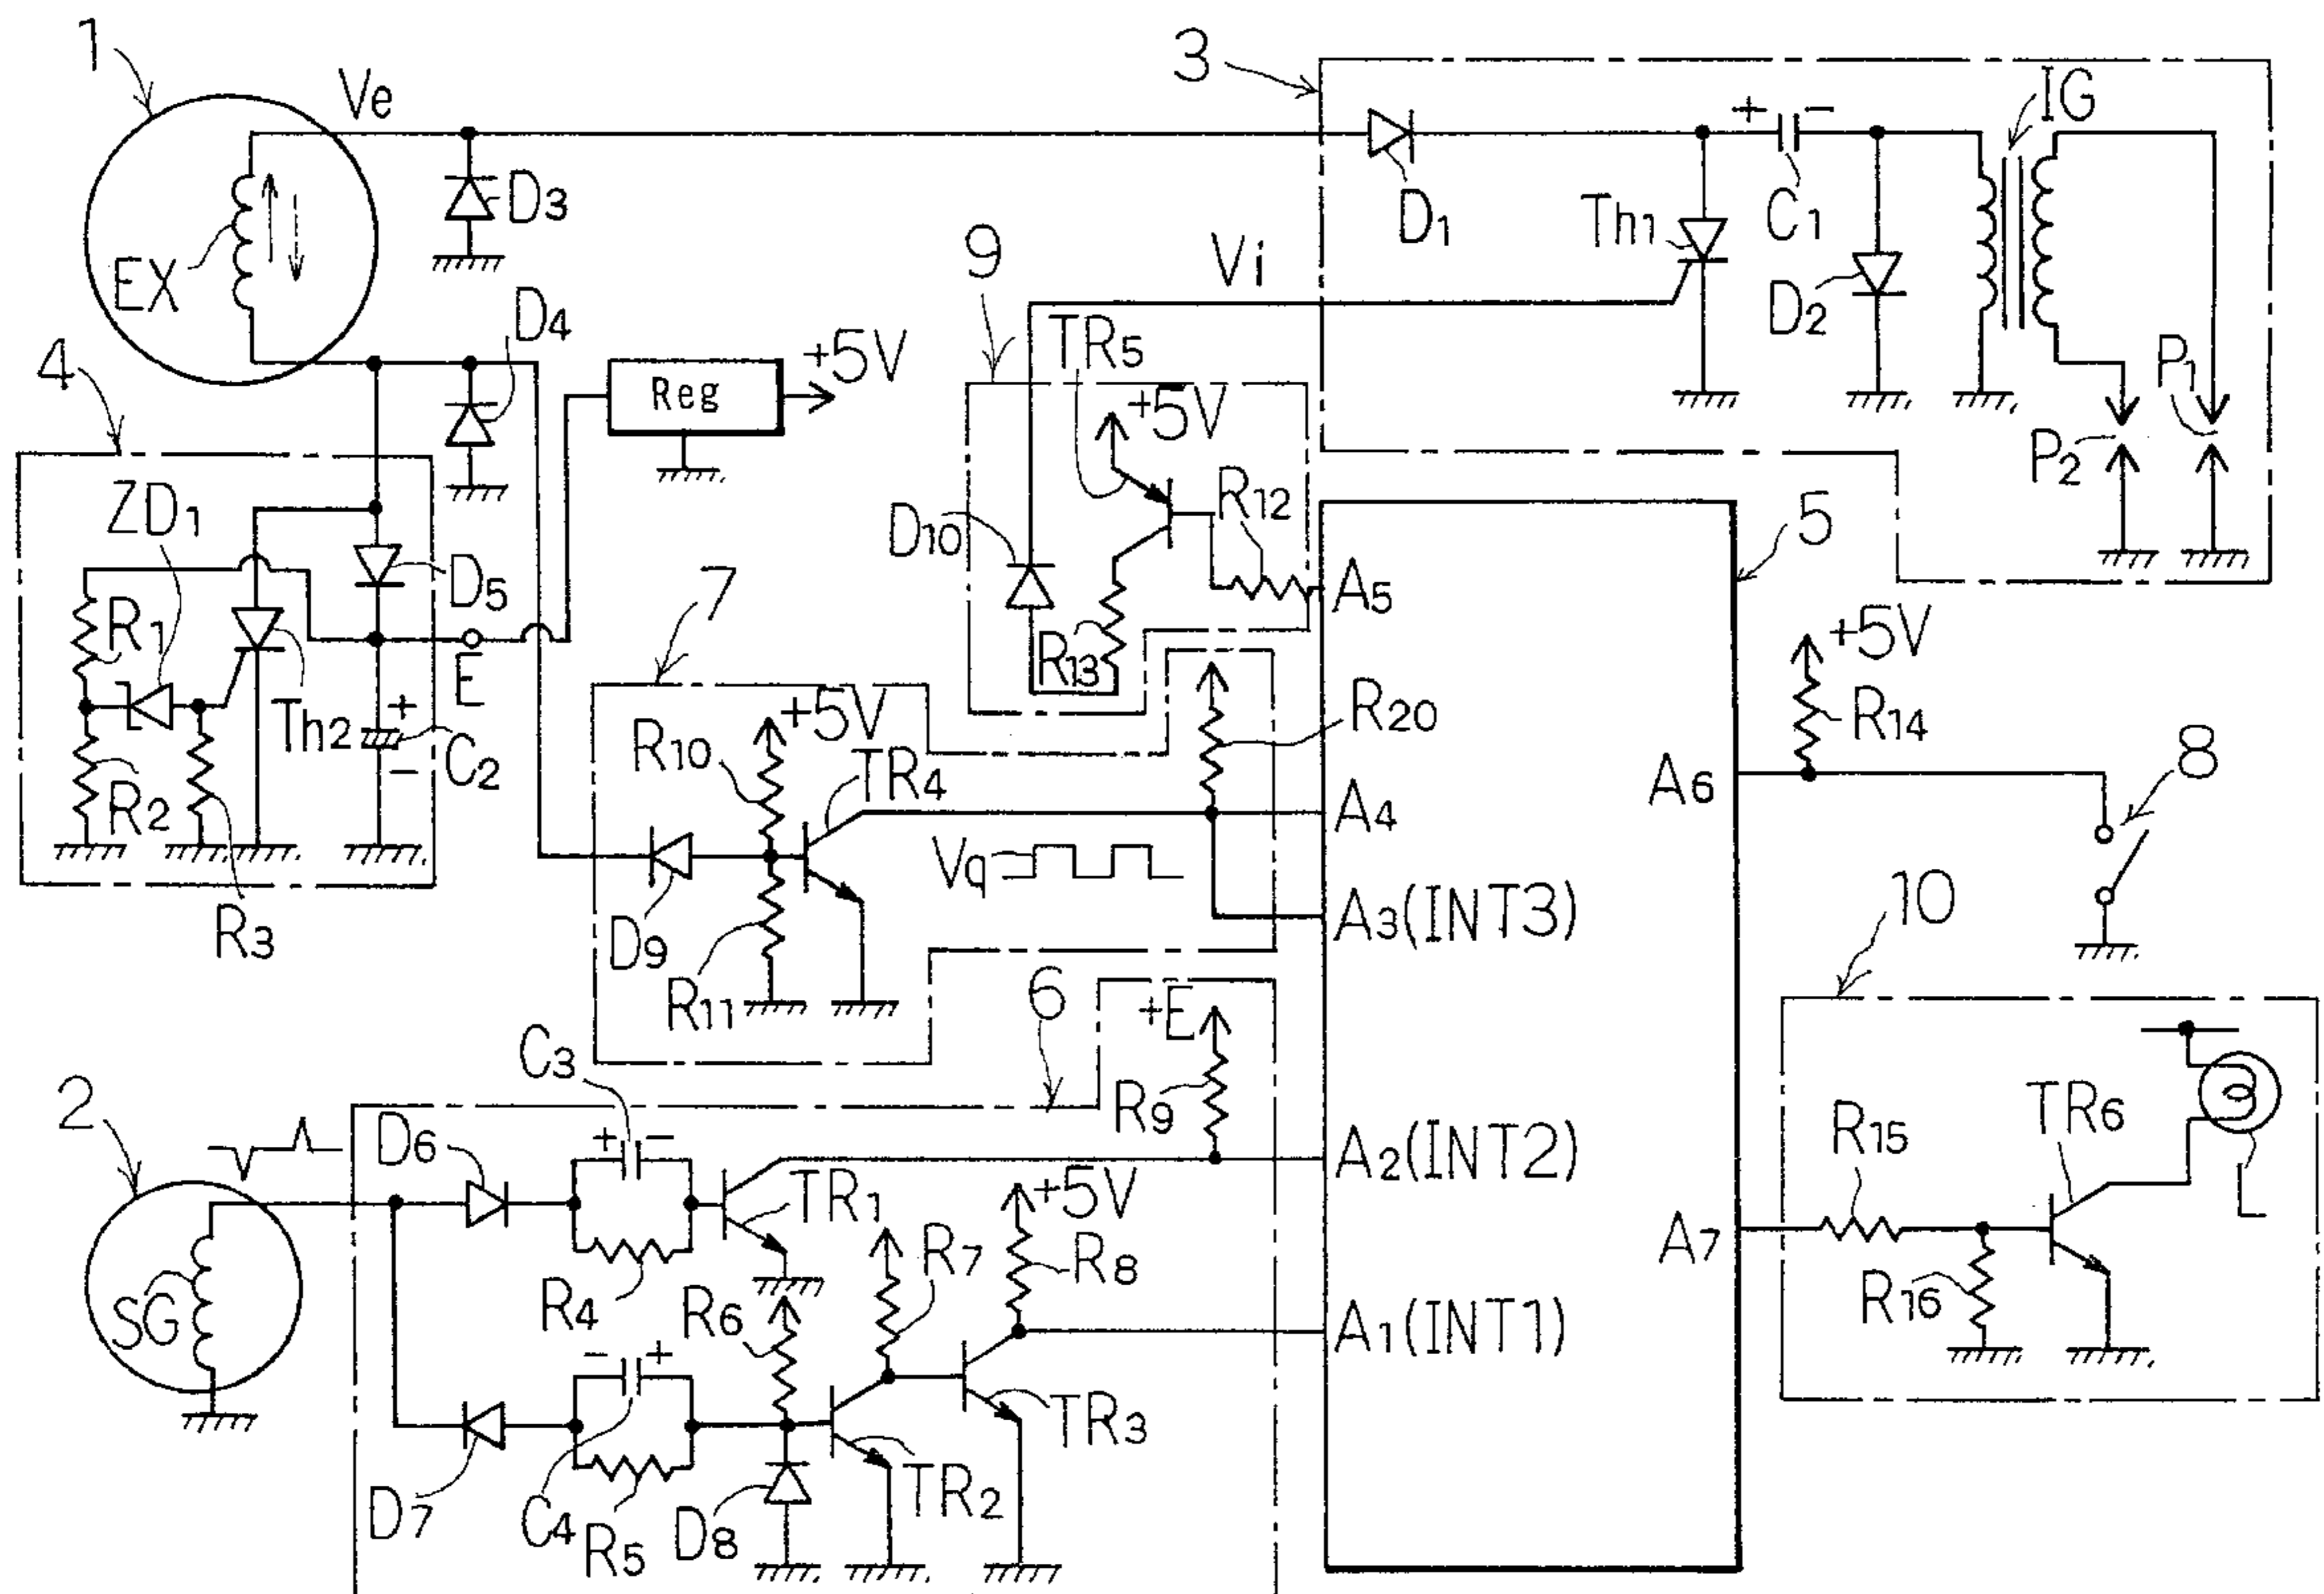 1
Ve
3
IG
D3
D1
Th1
C1
9
Vi
EX
D4
D2
TR5
4
+5V
Reg
+5V
P1
P2
ZD1
R12
5
D10
D5
7
A5
R1
R13
+5V
E
Th2
+5V
R20
R14
R10
TR4
C2
A6
8
R2
A4
Vq
10
R3
D9
A3(INT3)
R11
6
+E
C3
2
R9
TR6
D6
R15
A2(INT2)
TR1
+5V
L
A7
R7
R8
SG
R4
R6
R16
A1(INT1)
TR3
D7
C4
R5
D8
TR2